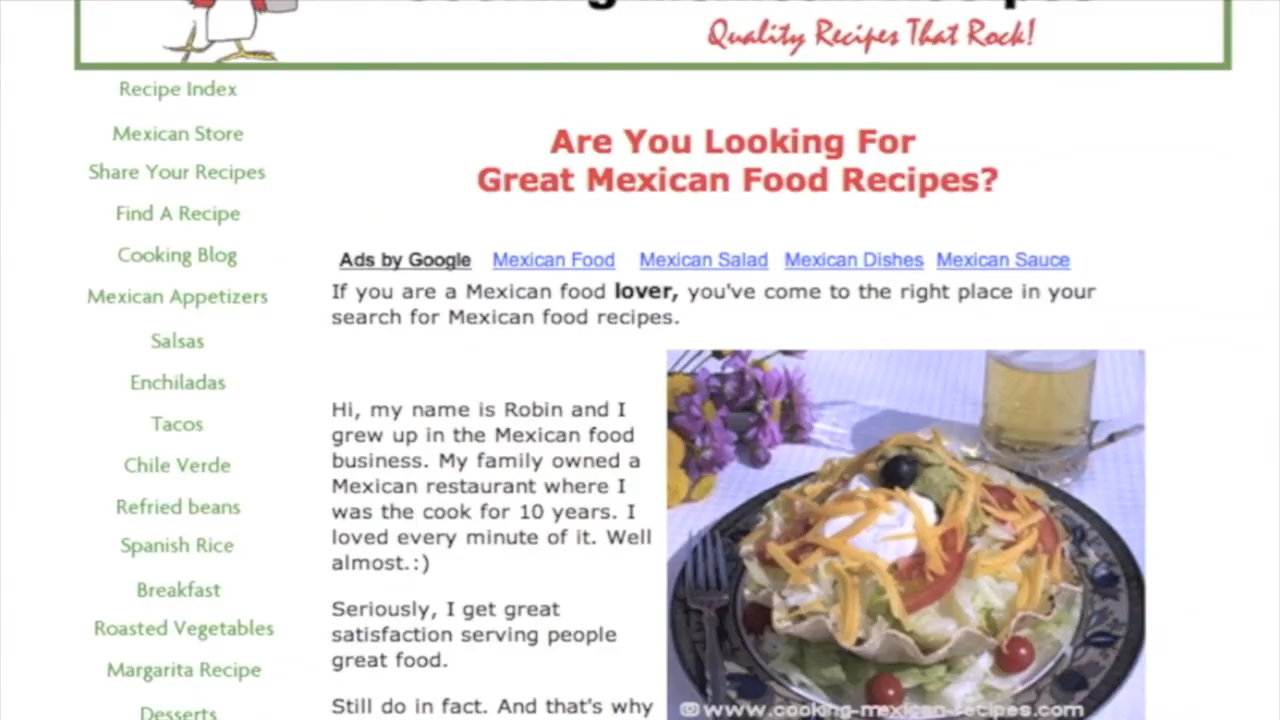 Quality Recipes That Rock!
Recipe Index
Mexican Store
Share Your Recipes
Find A Recipe
Cooking Blog
Mexican Appetizers
Salsas
Enchiladas
Tacos
Chile Verde
Refried beans
Spanish Rice
Breakfast
Roasted Vegetables
Margarita Recipe
Desserts
Are You Looking For
Great Mexican Food Recipes?
Ads by Google Mexican Food Mexican Salad Mexican Dishes Mexican Sauce
If you are a Mexican food lover, you've come to the right place in your
search for Mexican food recipes.
Hi, my name is Robin and I
grew up in the Mexican food
business. My family owned a
Mexican restaurant where I
was the cook for 10 years. I
loved every minute of it. Well
almost.:)
Seriously, I get great
satisfaction serving people
great food.
Still do in fact. And that's why
© www.cooking-mexican-recipes.com